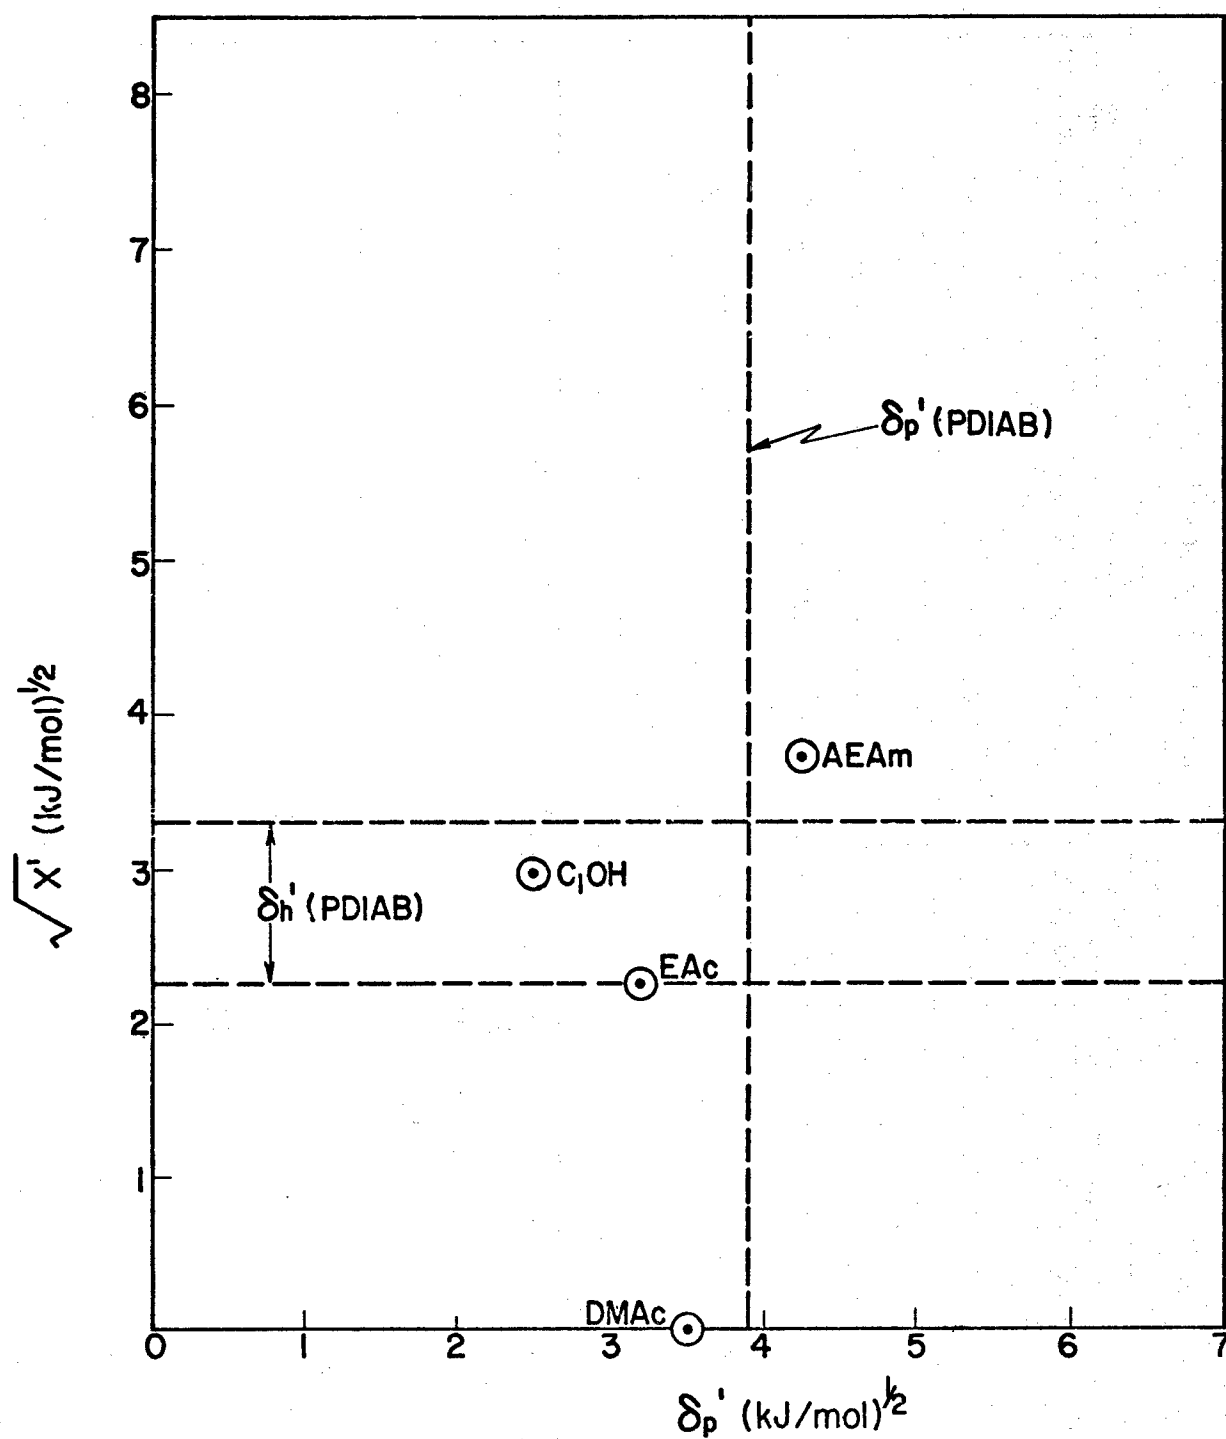 8
7
6
δp' (PDIAB)
5
4
AEAm
√X' (kJ/mol)^1/2
3
C₁OH
δh' (PDIAB)
EAc
2
1
DMAc
0 1 2 3 4 5 6 7
δp' (kJ/mol)^1/2